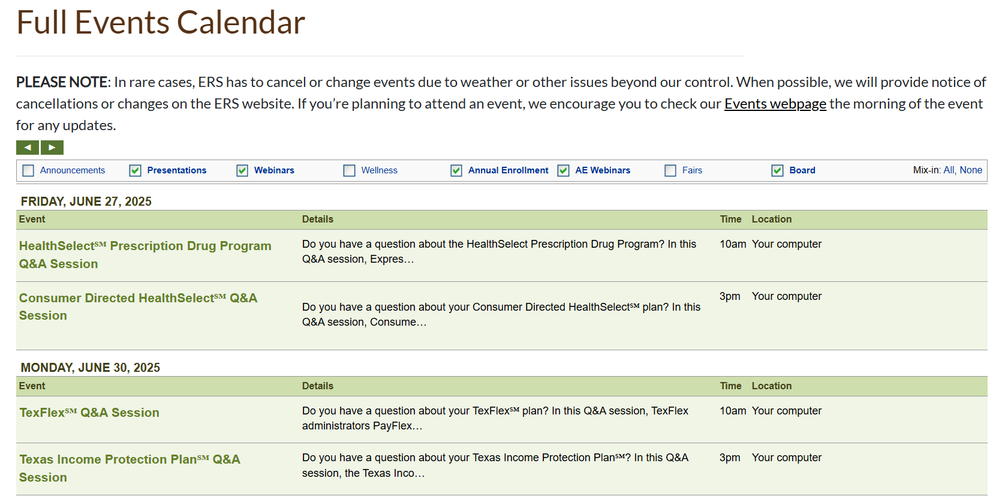 Full Events Calendar
PLEASE NOTE: In rare cases, ERS has to cancel or change events due to weather or other issues beyond our control. When possible, we will provide notice of
cancellations or changes on the ERS website. If you’re planning to attend an event, we encourage you to check our Events webpage the morning of the event
for any updates.
Announcements Presentations Webinars Wellness Annual Enrollment AE Webinars Fairs Board Mix-in: All, None
FRIDAY, JUNE 27, 2025
Event Details Time Location
HealthSelect℠ Prescription Drug Program
Q&A Session
Do you have a question about the HealthSelect Prescription Drug Program? In this
Q&A session, Expres…
10am Your computer
Consumer Directed HealthSelect℠ Q&A
Session
Do you have a question about your Consumer Directed HealthSelect℠ plan? In this
Q&A session, Consume…
3pm Your computer
MONDAY, JUNE 30, 2025
Event Details Time Location
TexFlex℠ Q&A Session
Do you have a question about your TexFlex℠ plan? In this Q&A session, TexFlex
administrators PayFlex…
10am Your computer
Texas Income Protection Plan℠ Q&A
Session
Do you have a question about your Texas Income Protection Plan℠? In this Q&A
session, the Texas Inco…
3pm Your computer